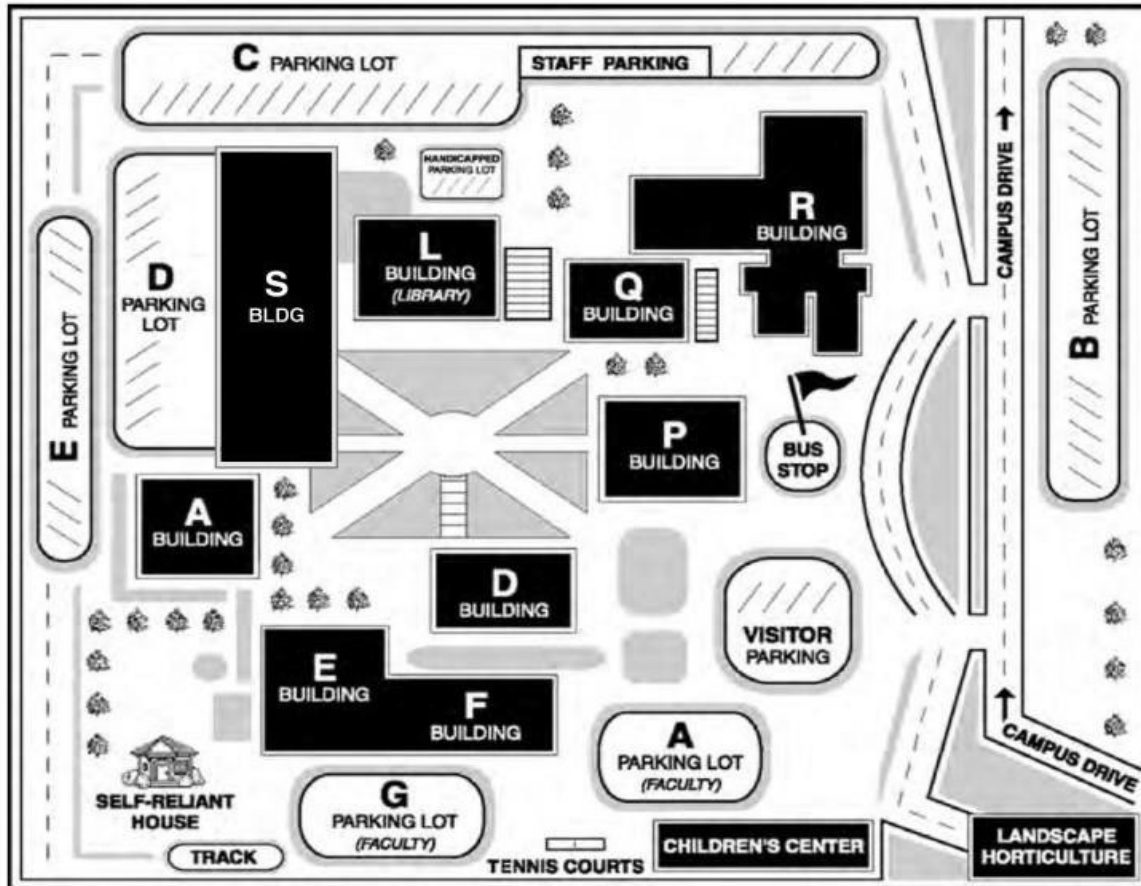 C PARKING LOT
STAFF PARKING
HANDICAPPED
PARKING LOT
CAMPUS DRIVE
B PARKING LOT
R
BUILDING
L
BUILDING
(LIBRARY)
Q
BUILDING
S
BLDG
D
PARKING
LOT
E PARKING LOT
P
BUILDING
BUS
STOP
A
BUILDING
D
BUILDING
VISITOR
PARKING
E
BUILDING
F
BUILDING
A
PARKING LOT
(FACULTY)
CAMPUS DRIVE
SELF-RELIANT
HOUSE
G
PARKING LOT
(FACULTY)
TRACK
TENNIS COURTS
CHILDREN'S CENTER
LANDSCAPE
HORTICULTURE